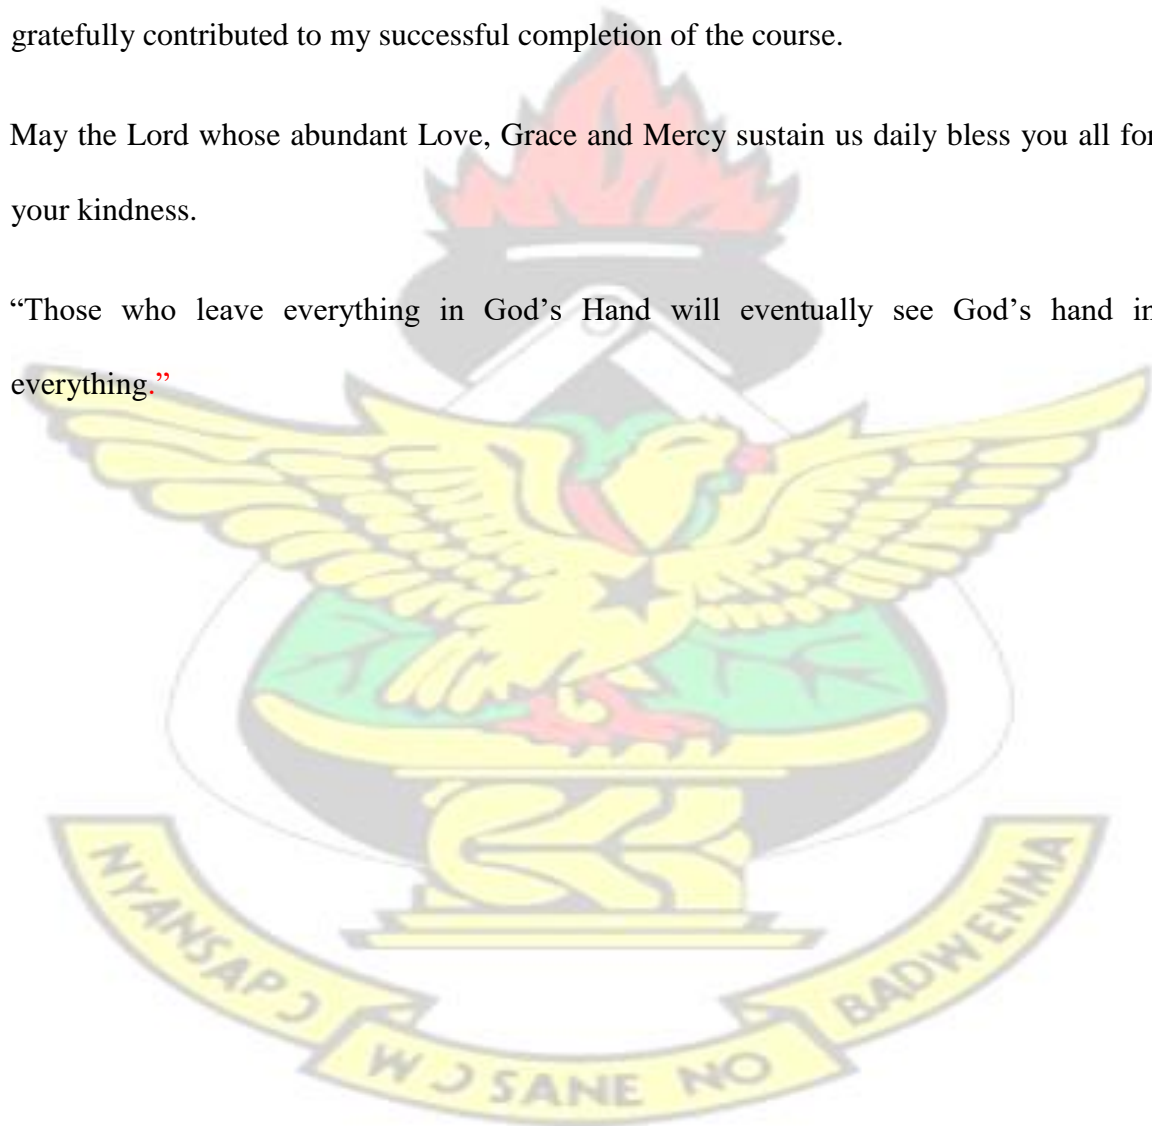 gratefully contributed to my successful completion of the course.
May the Lord whose abundant Love, Grace and Mercy sustain us daily bless you all for
your kindness.
“Those who leave everything in God’s Hand will eventually see God’s hand in
everything.”
NYANSAPƆ WƆSANE NO BADWENMA